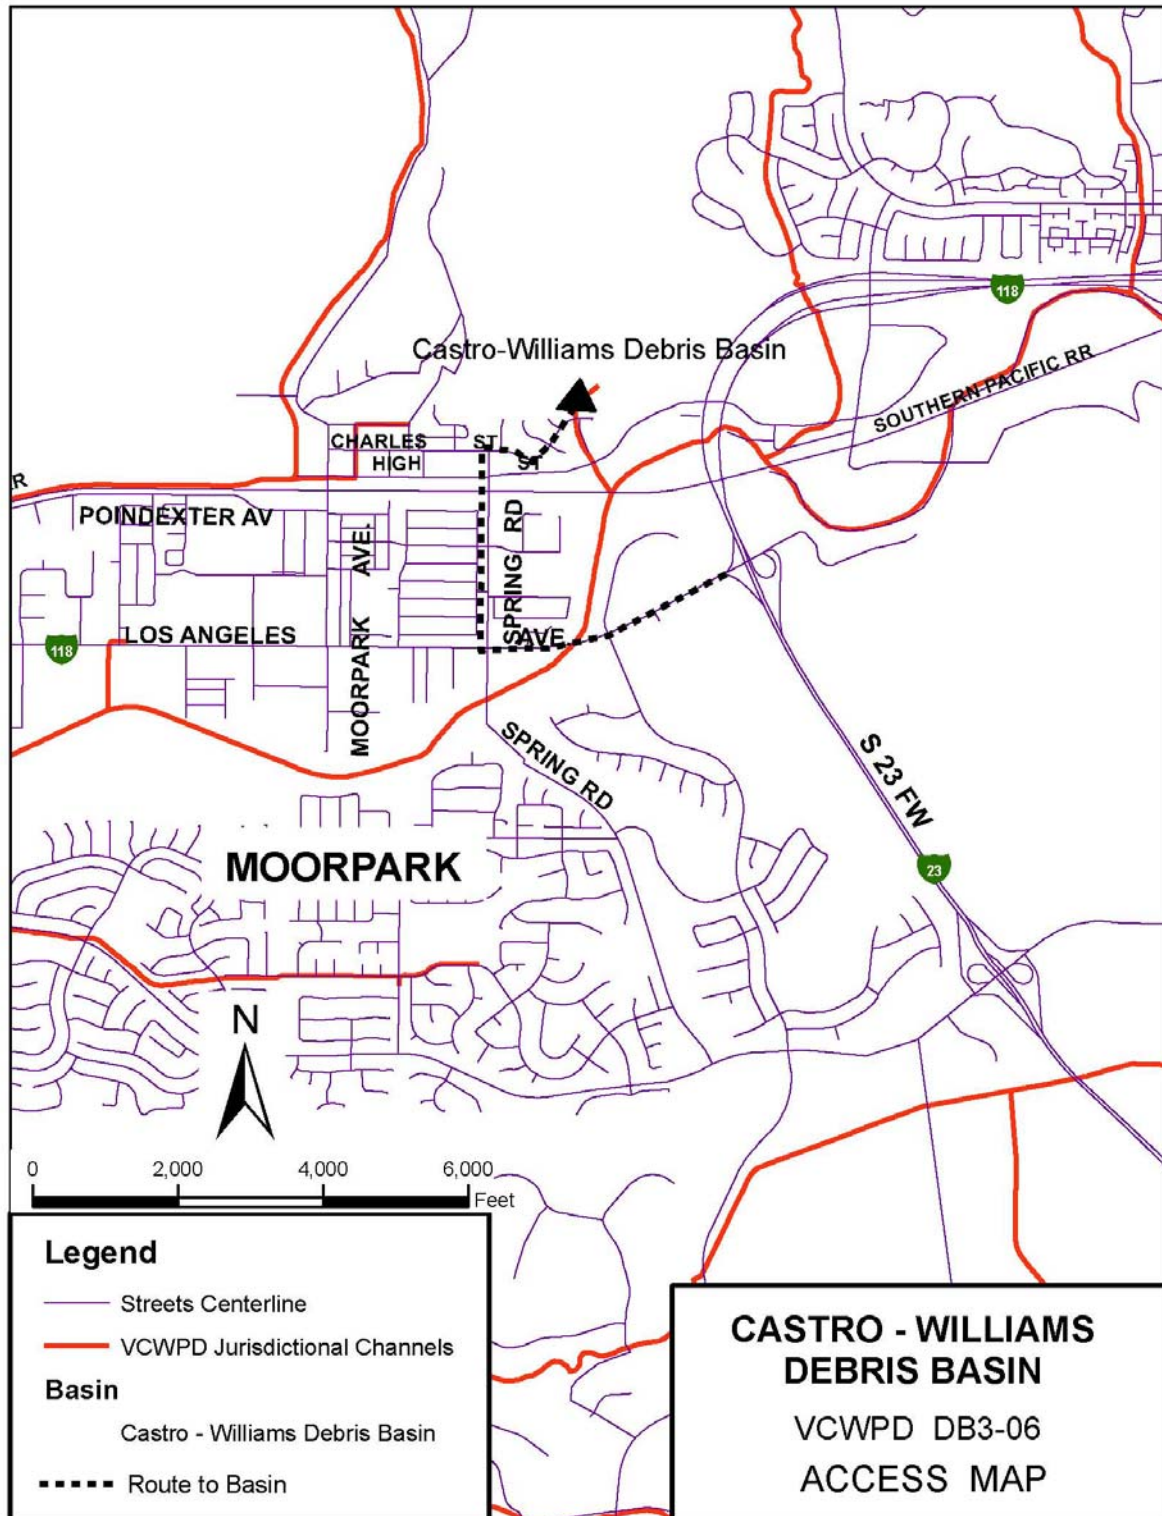 118
Castro-Williams Debris Basin
SOUTHERN PACIFIC RR
CHARLES ST
HIGH ST
R
POINDEXTER AV
MOORPARK AVE.
SPRING RD
LOS ANGELES AVE
118
SPRING RD
S 23 FW
MOORPARK
23
N
0 2,000 4,000 6,000
Feet
Legend
Streets Centerline
VCWPD Jurisdictional Channels
Basin
Castro - Williams Debris Basin
Route to Basin
CASTRO - WILLIAMS
DEBRIS BASIN
VCWPD DB3-06
ACCESS MAP